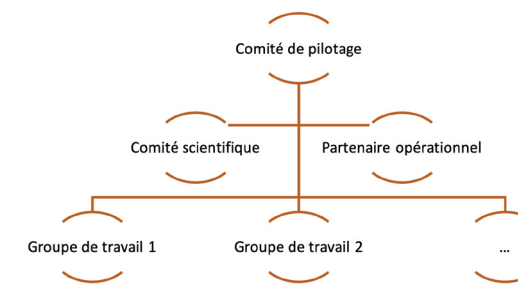 Comité de pilotage
Comité scientifique
Partenaire opérationnel
Groupe de travail 1
Groupe de travail 2
...